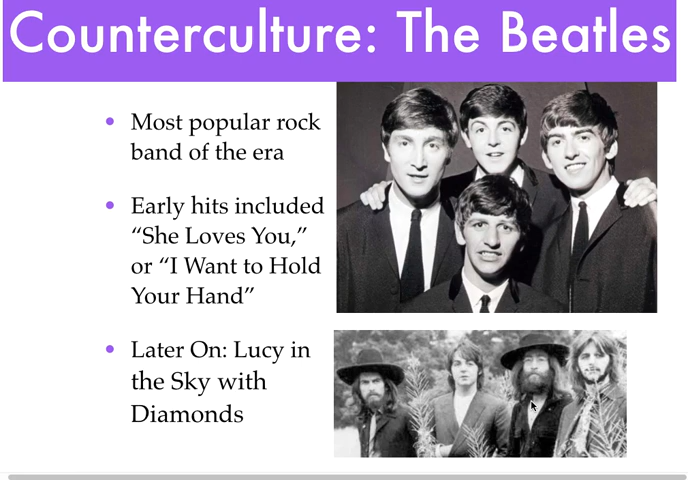 Counterculture: The Beatles
• Most popular rock
band of the era
• Early hits included
“She Loves You,”
or “I Want to Hold
Your Hand”
• Later On: Lucy in
the Sky with
Diamonds